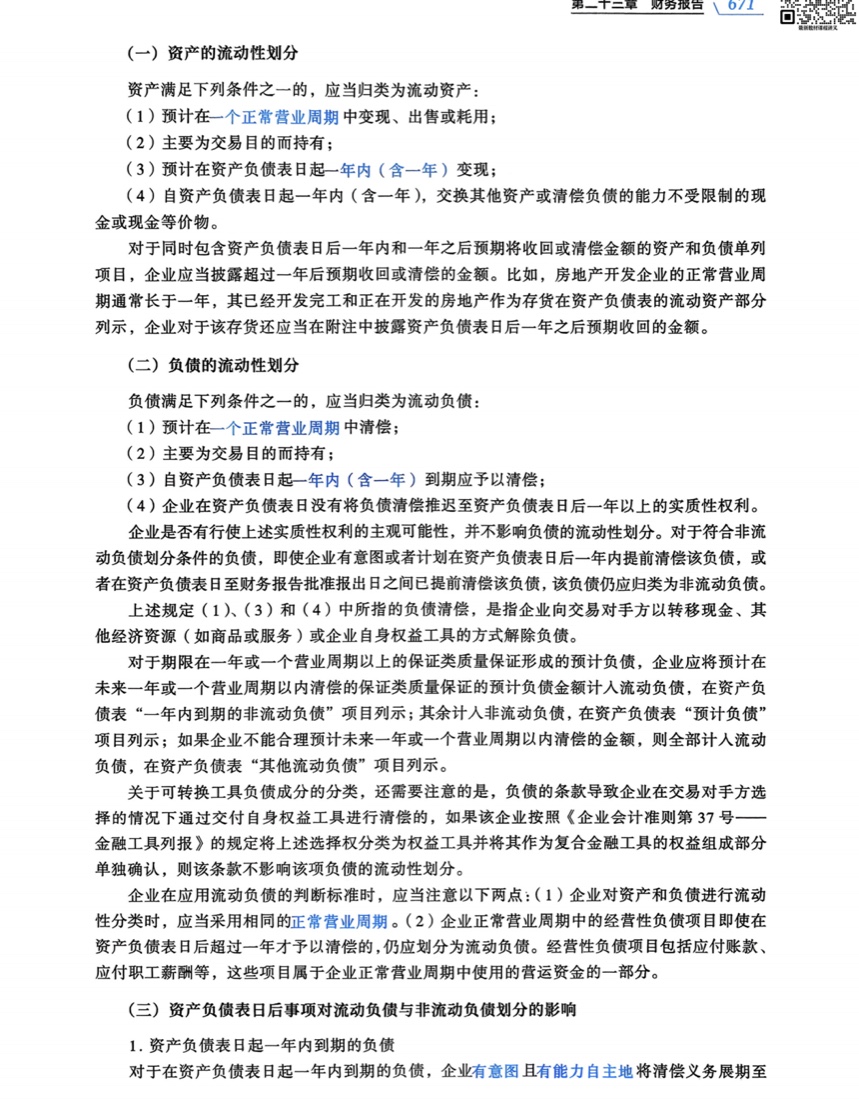 第二十三章 财务报告 671
(一) 资产的流动性划分
资产满足下列条件之一的，应当归类为流动资产：
(1) 预计在一个正常营业周期中变现、出售或耗用；
(2) 主要为交易目的而持有；
(3) 预计在资产负债表日起一年内（含一年）变现；
(4) 自资产负债表日起一年内（含一年），交换其他资产或清偿负债的能力不受限制的现
金或现金等价物。
对于同时包含资产负债表日后一年内和一年之后预期将收回或清偿金额的资产和负债单列
项目，企业应当披露超过一年后预期收回或清偿的金额。比如，房地产开发企业的正常营业周
期通常长于一年，其已经开发完工和正在开发的房地产作为存货在资产负债表的流动资产部分
列示，企业对于该存货还应当在附注中披露资产负债表日后一年之后预期收回的金额。
(二) 负债的流动性划分
负债满足下列条件之一的，应当归类为流动负债：
(1) 预计在一个正常营业周期中清偿；
(2) 主要为交易目的而持有；
(3) 自资产负债表日起一年内（含一年）到期应予以清偿；
(4) 企业在资产负债表日没有将负债清偿推迟至资产负债表日后一年以上的实质性权利。
企业是否有行使上述实质性权利的主观可能性，并不影响负债的流动性划分。对于符合非流
动负债划分条件的负债，即使企业有意图或者计划在资产负债表日后一年内提前清偿该负债，或
者在资产负债表日至财务报告批准报出日之间已提前清偿该负债，该负债仍应归类为非流动负债。
上述规定（1）、（3）和（4）中所指的负债清偿，是指企业向交易对手方以转移现金、其
他经济资源（如商品或服务）或企业自身权益工具的方式解除负债。
对于期限在一年或一个营业周期以上的保证类质量保证形成的预计负债，企业应将预计在
未来一年或一个营业周期以内清偿的保证类质量保证的预计负债金额计入流动负债，在资产负
债表“一年内到期的非流动负债”项目列示；其余计入非流动负债，在资产负债表“预计负债”
项目列示；如果企业不能合理预计未来一年或一个营业周期以内清偿的金额，则全部计入流动
负债，在资产负债表“其他流动负债”项目列示。
关于可转换工具负债成分的分类，还需要注意的是，负债的条款导致企业在交易对手方选
择的情况下通过交付自身权益工具进行清偿的，如果该企业按照《企业会计准则第 37 号——
金融工具列报》的规定将上述选择权分类为权益工具并将其作为复合金融工具的权益组成部分
单独确认，则该条款不影响该项负债的流动性划分。
企业在应用流动负债的判断标准时，应当注意以下两点：（1）企业对资产和负债进行流动
性分类时，应当采用相同的正常营业周期。（2）企业正常营业周期中的经营性负债项目即使在
资产负债表日后超过一年才予以清偿的，仍应划分为流动负债。经营性负债项目包括应付账款、
应付职工薪酬等，这些项目属于企业正常营业周期中使用的营运资金的一部分。
(三) 资产负债表日后事项对流动负债与非流动负债划分的影响
1. 资产负债表日起一年内到期的负债
对于在资产负债表日起一年内到期的负债，企业有意图且有能力自主地将清偿义务展期至